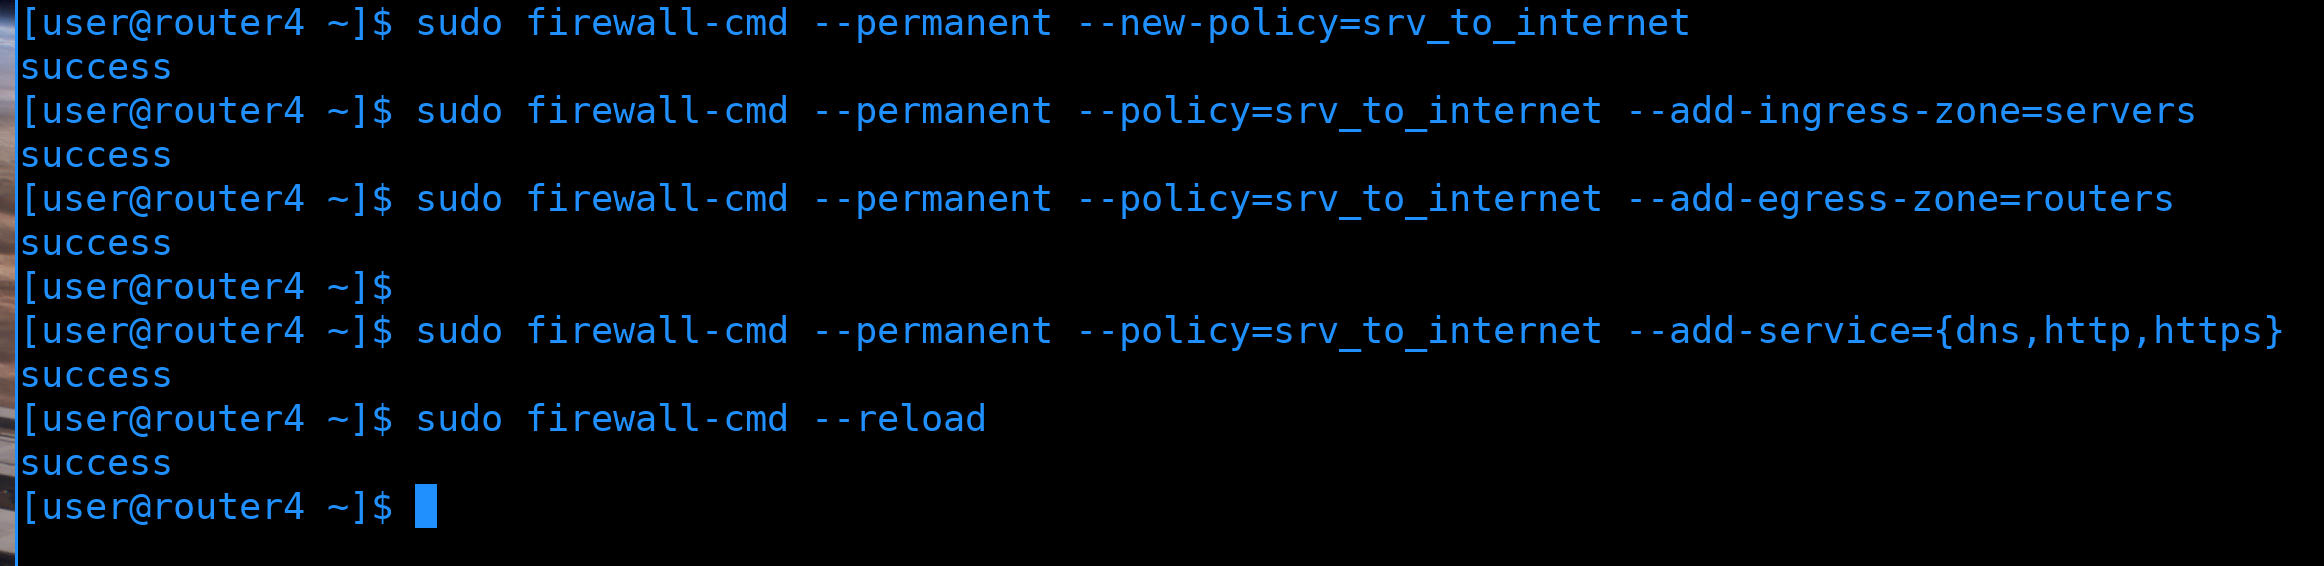 [user@router4 ~]$ sudo firewall-cmd --permanent --new-policy=srv_to_internet
success
[user@router4 ~]$ sudo firewall-cmd --permanent --policy=srv_to_internet --add-ingress-zone=servers
success
[user@router4 ~]$ sudo firewall-cmd --permanent --policy=srv_to_internet --add-egress-zone=routers
success
[user@router4 ~]$
[user@router4 ~]$ sudo firewall-cmd --permanent --policy=srv_to_internet --add-service={dns,http,https}
success
[user@router4 ~]$ sudo firewall-cmd --reload
success
[user@router4 ~]$